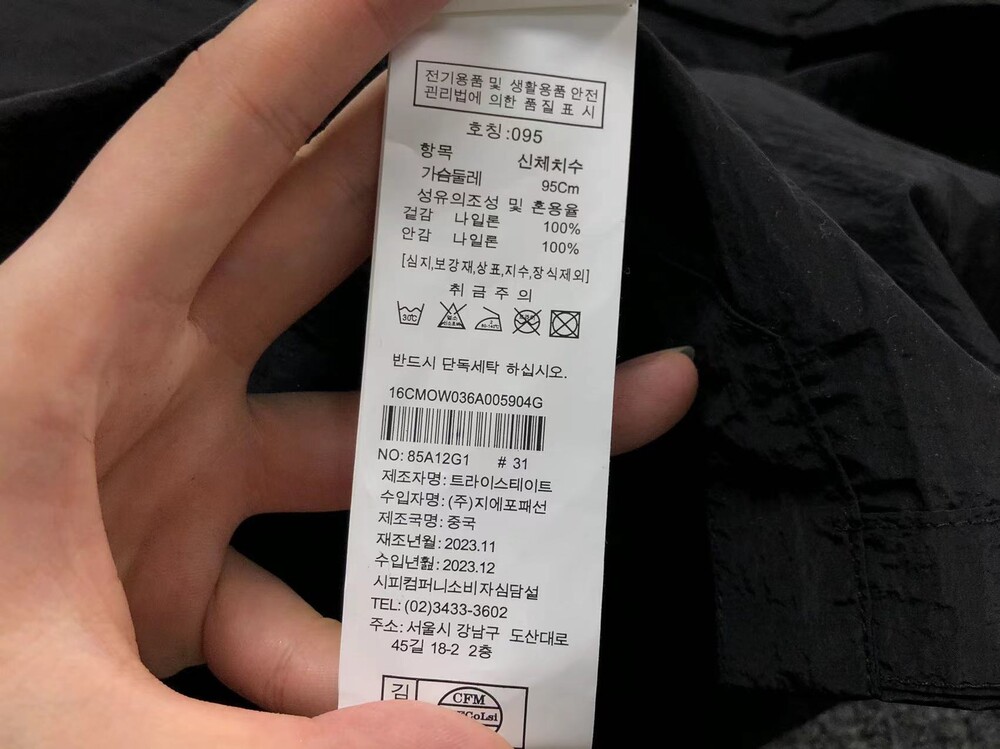 전기용품 및 생활용품 안전
관리법에 의한 품 질 표 시
호칭:095
항목 신체치수
가슴둘레 95Cm
성유의조성 및 혼용율
겉감 나일론 100%
안감 나일론 100%
[심지,보강재,상표,지수,장식제외]
취 급 주 의
30℃
반드시 단독세탁 하십시오.
16CMOW036A005904G
NO: 85A12G1 # 31
제조자명: 트라이스테이트
수입자명: (주)지에포패션
제조국명: 중국
재조년월: 2023.11
수입년훨: 2023.12
시피컴퍼니소비자심담설
TEL: (02)3433-3602
주소: 서울시 강남구 도산대로
45길 18-2 2층
김
CFM
CoLsi